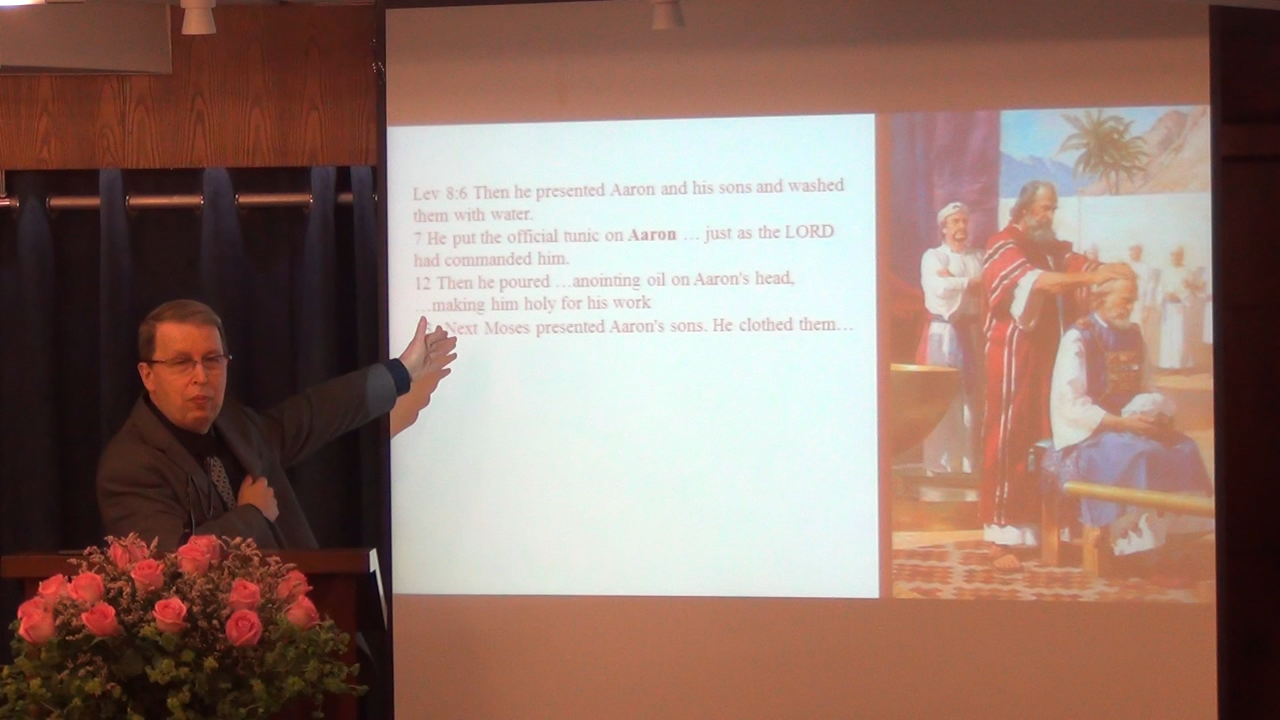 Lev 8:6 Then he presented Aaron and his sons and washed
them with water.
7 He put the official tunic on Aaron … just as the LORD
had commanded him.
12 Then he poured …anointing oil on Aaron's head,
…making him holy for his work
Next Moses presented Aaron's sons. He clothed them…